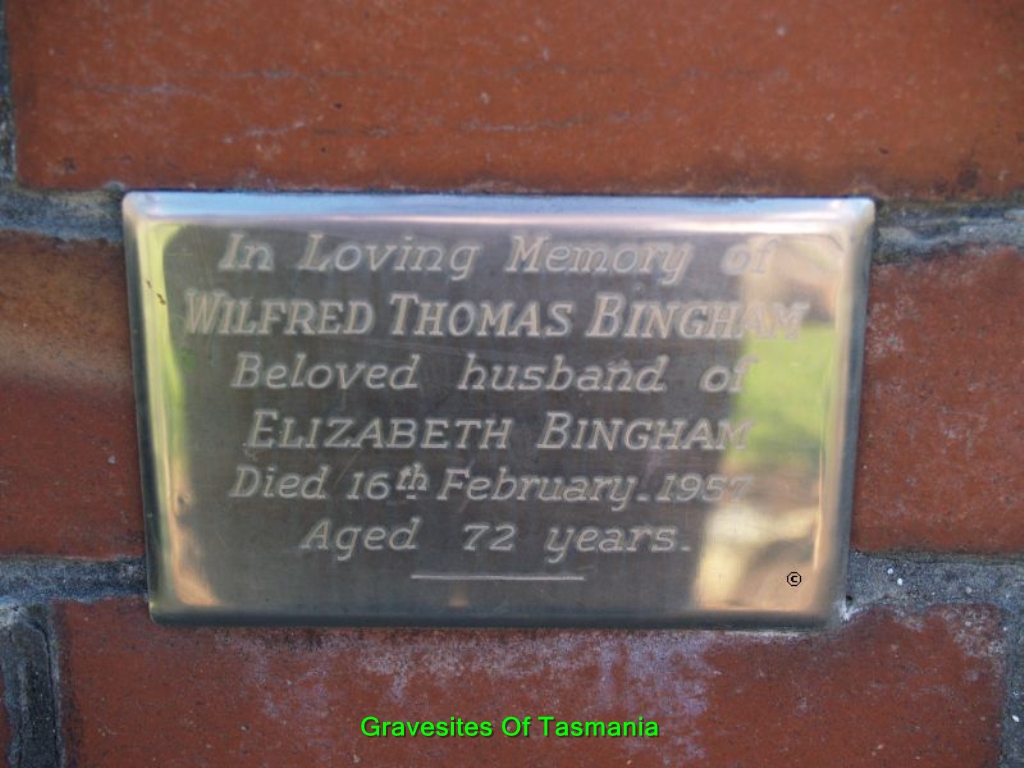 In Loving Memory of
WILFRED THOMAS BINGHAM
Beloved husband of
ELIZABETH BINGHAM
Died 16th February. 1957
Aged 72 years.
©
Gravesites Of Tasmania